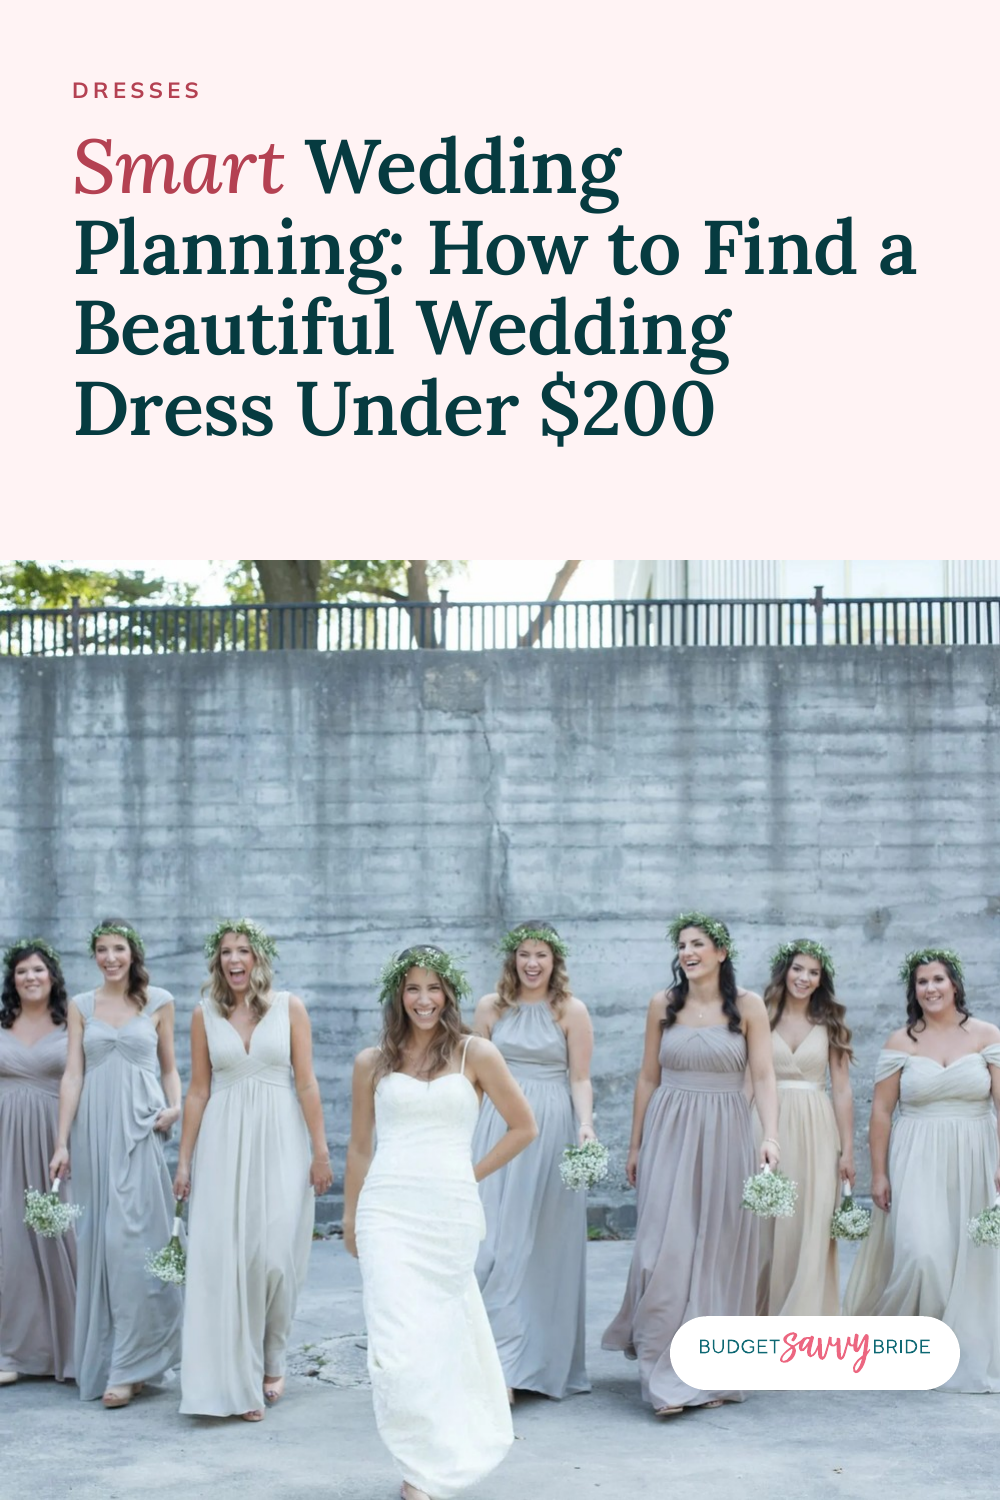 DRESSES
Smart Wedding
Planning: How to Find a
Beautiful Wedding
Dress Under $200
BUDGET savvy BRIDE